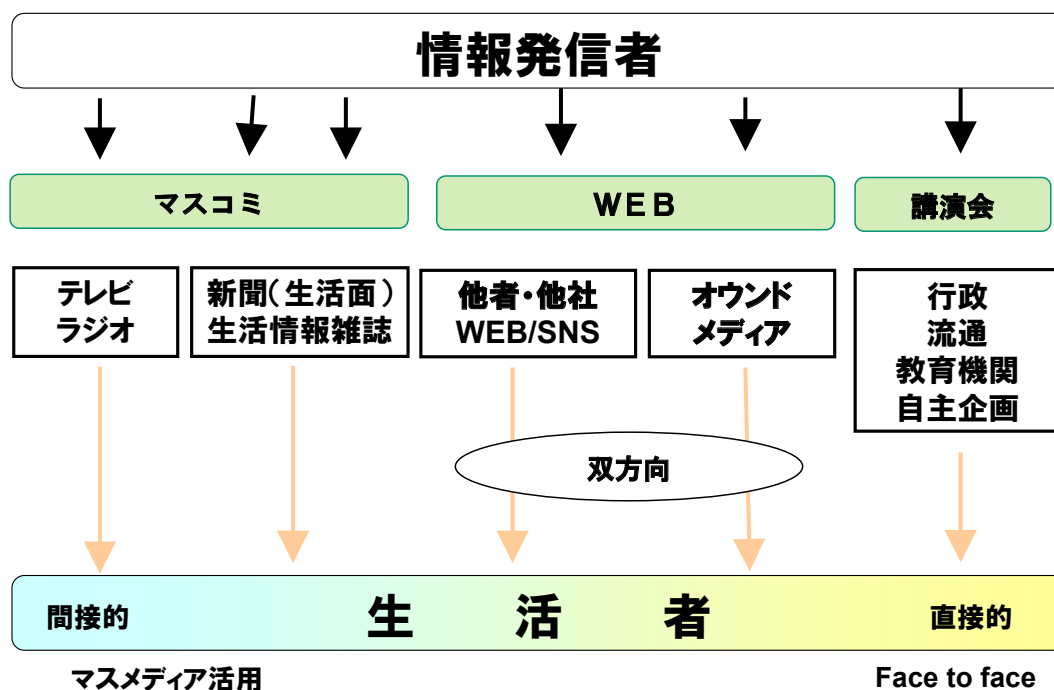 情報発信者
マスコミ
WEB
講演会
テレビ
ラジオ
新聞(生活面)
生活情報雑誌
他者・他社
WEB/SNS
オウンド
メディア
行政
流通
教育機関
自主企画
双方向
間接的
生活者
直接的
マスメディア活用
Face to face